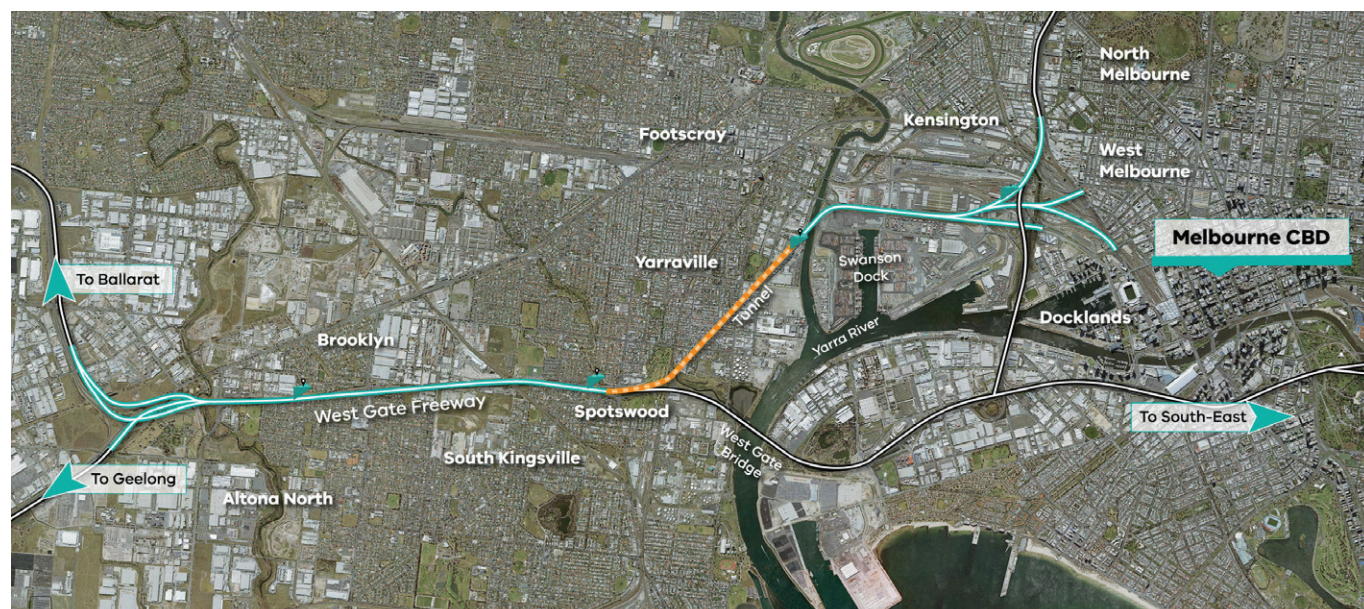 North
Melbourne
Kensington
Footscray
West
Melbourne
Melbourne CBD
Yarraville
Swanson
Dock
To Ballarat
Tunnel
Docklands
Yarra River
Brooklyn
West Gate Freeway
Spotswood
To South-East
West Gate
Bridge
South Kingsville
To Geelong
Altona North